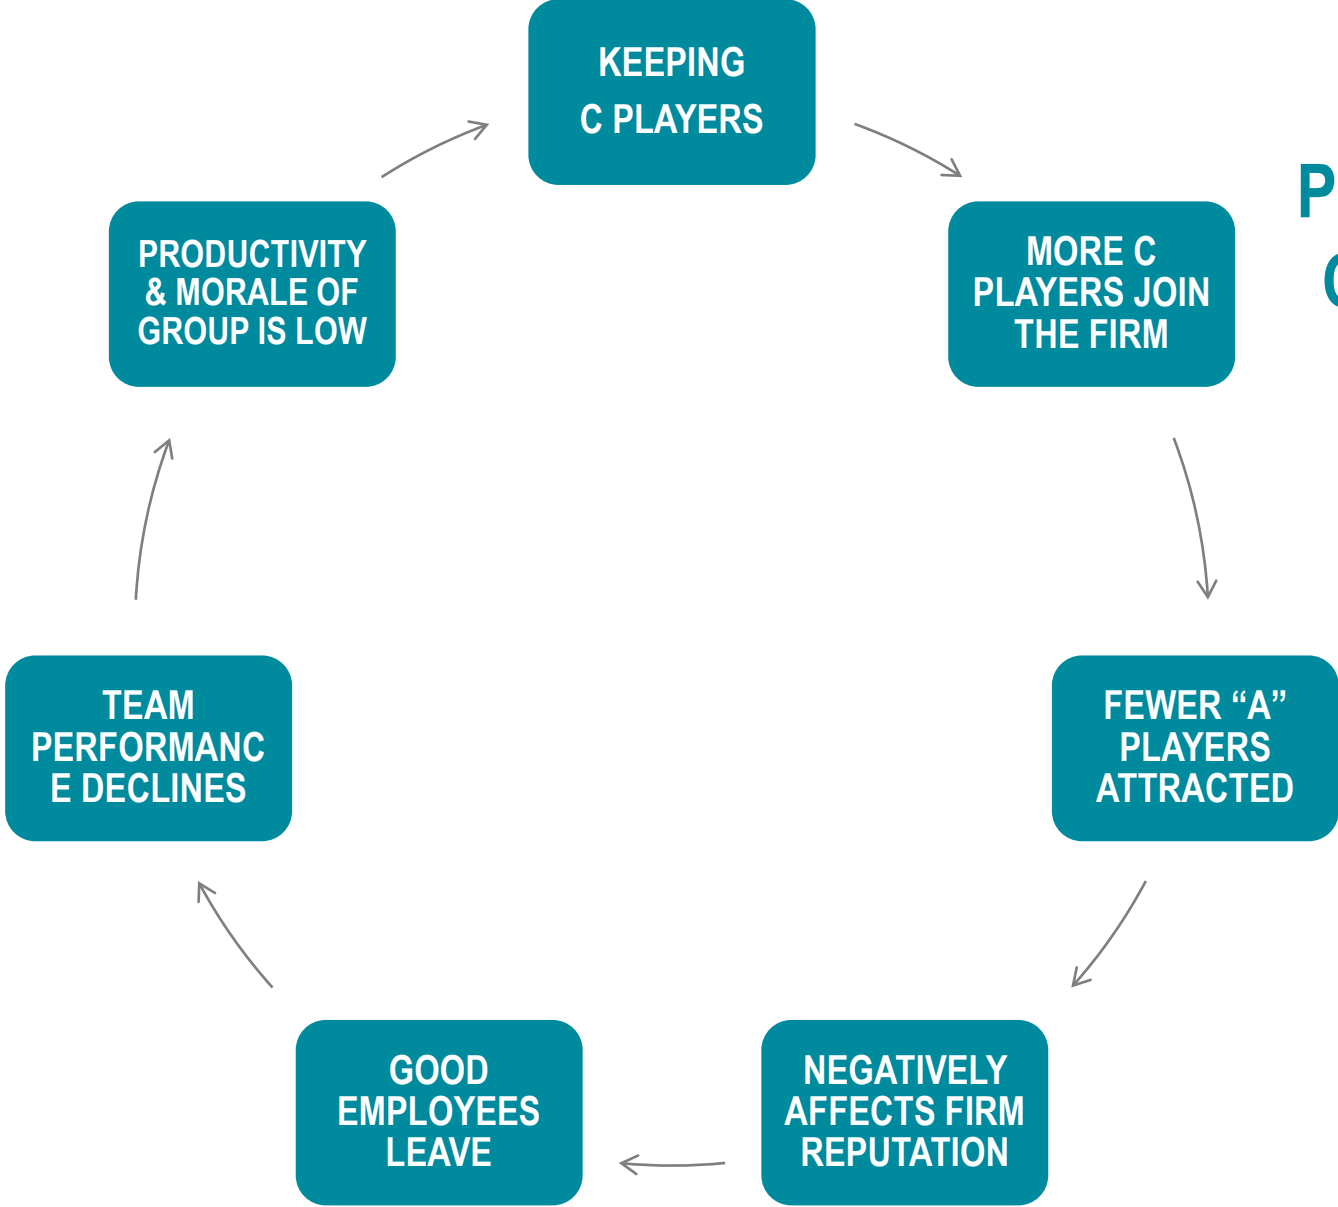 KEEPING
C PLAYERS
MORE C
PLAYERS JOIN
THE FIRM
FEWER “A”
PLAYERS
ATTRACTED
NEGATIVELY
AFFECTS FIRM
REPUTATION
GOOD
EMPLOYEES
LEAVE
TEAM
PERFORMANC
E DECLINES
PRODUCTIVITY
& MORALE OF
GROUP IS LOW